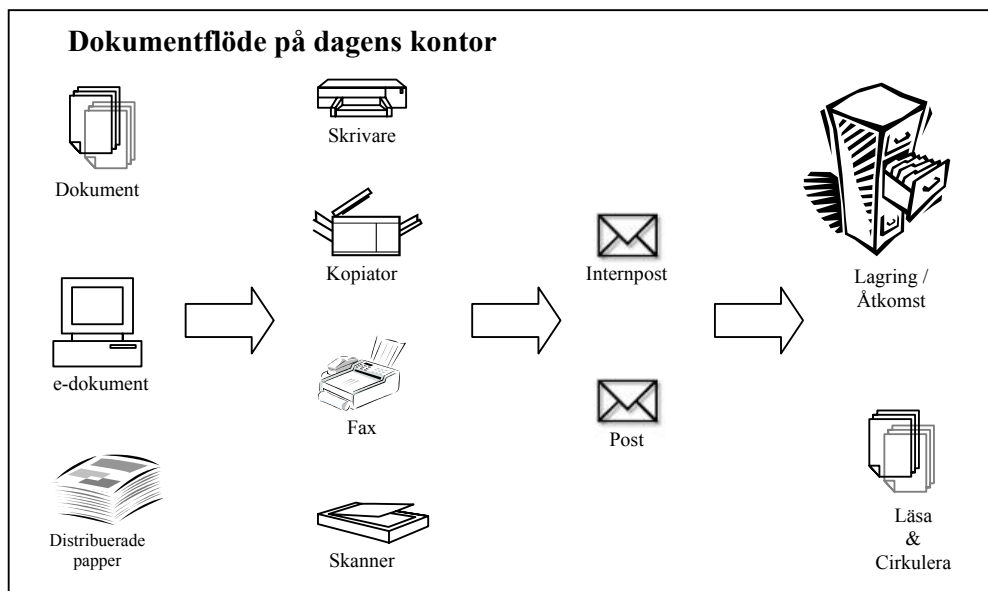 Dokumentflöde på dagens kontor
Dokument
e-dokument
Distribuerade
papper
Skrivare
Kopiator
Fax
Skanner
Internpost
Post
Lagring /
Åtkomst
Läsa
&
Cirkulera